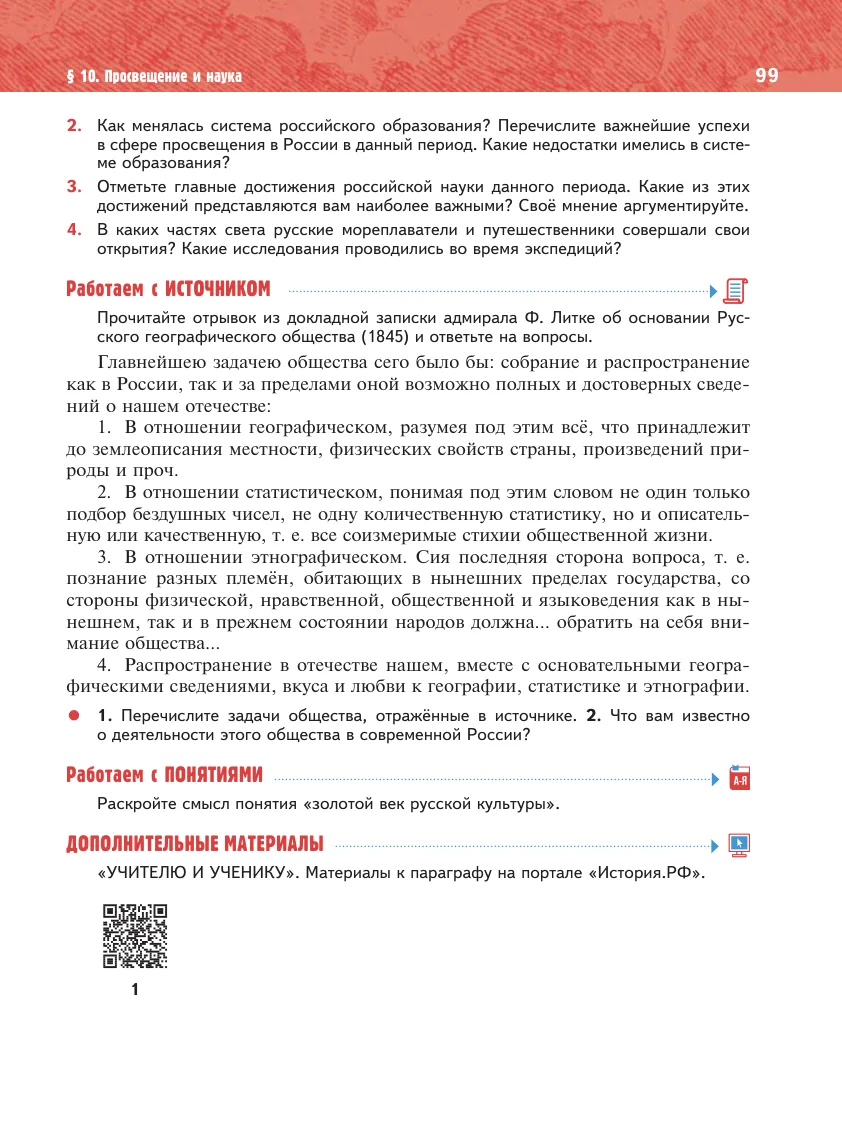 § 10. Просвещение и наука
99
2. Как менялась система российского образования? Перечислите важнейшие успехи
в сфере просвещения в России в данный период. Какие недостатки имелись в систе-
ме образования?
3. Отметьте главные достижения российской науки данного периода. Какие из этих
достижений представляются вам наиболее важными? Своё мнение аргументируйте.
4. В каких частях света русские мореплаватели и путешественники совершали свои
открытия? Какие исследования проводились во время экспедиций?
Работаем с ИСТОЧНИКОМ
Прочитайте отрывок из докладной записки адмирала Ф. Литке об основании Рус-
ского географического общества (1845) и ответьте на вопросы.
Главнейшею задачею общества сего было бы: собрание и распространение
как в России, так и за пределами оной возможно полных и достоверных сведе-
ний о нашем отечестве:
1. В отношении географическом, разумея под этим всё, что принадлежит
до землеописания местности, физических свойств страны, произведений при-
роды и проч.
2. В отношении статистическом, понимая под этим словом не один только
подбор бездушных чисел, не одну количественную статистику, но и описатель-
ную или качественную, т. е. все соизмеримые стихии общественной жизни.
3. В отношении этнографическом. Сия последняя сторона вопроса, т. е.
познание разных племён, обитающих в нынешних пределах государства, со
стороны физической, нравственной, общественной и языковедения как в ны-
нешнем, так и в прежнем состоянии народов должна... обратить на себя вни-
мание общества...
4. Распространение в отечестве нашем, вместе с основательными геогра-
фическими сведениями, вкуса и любви к географии, статистике и этнографии.
● 1. Перечислите задачи общества, отражённые в источнике. 2. Что вам известно
о деятельности этого общества в современной России?
Работаем с ПОНЯТИЯМИ
А-Я
Раскройте смысл понятия «золотой век русской культуры».
ДОПОЛНИТЕЛЬНЫЕ МАТЕРИАЛЫ
«УЧИТЕЛЮ И УЧЕНИКУ». Материалы к параграфу на портале «История.РФ».
1